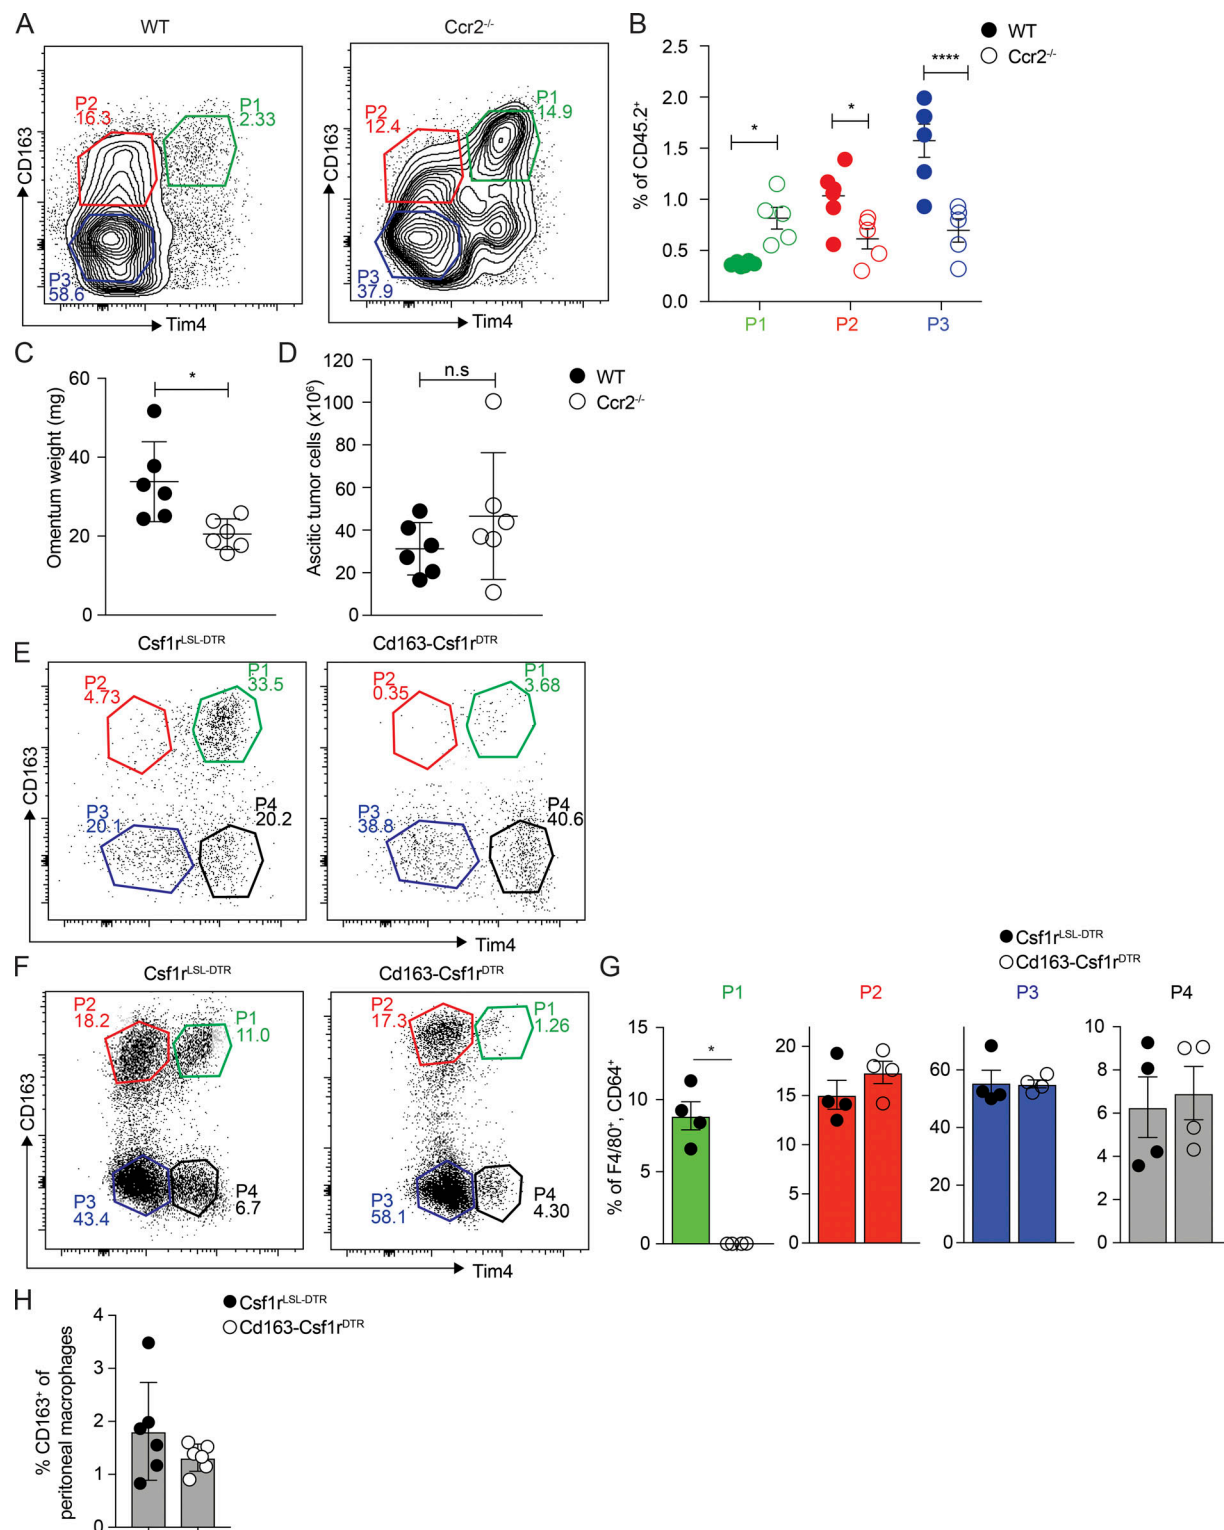 A
WT
Ccr2-/-
CD163
P2
16.3
P1
2.33
P3
58.6
Tim4
CD163
P2
12.4
P1
14.9
P3
37.9
Tim4
B
WT
Ccr2-/-
% of CD45.2+
2.5
2.0
1.5
1.0
0.5
0.0
*
*
****
P1
P2
P3
C
Omentum weight (mg)
60
40
20
0
*
D
Ascitic tumor cells (x10⁶)
120
100
80
60
40
20
0
n.s
WT
Ccr2-/-
E
Csf1rLSL-DTR
Cd163-Csf1rDTR
CD163
P2
4.73
P1
33.5
P3
20.1
P4
20.2
P2
0.35
P1
3.68
P3
38.8
P4
40.6
Tim4
F
Csf1rLSL-DTR
Cd163-Csf1rDTR
CD163
P2
18.2
P1
11.0
P3
43.4
P4
6.7
P2
17.3
P1
1.26
P3
58.1
P4
4.30
Tim4
G
Csf1rLSL-DTR
Cd163-Csf1rDTR
P1
P2
P3
P4
% of F4/80+, CD64+
15
10
5
0
*
20
15
10
5
0
60
40
20
0
10
8
6
4
2
0
H
Csf1rLSL-DTR
Cd163-Csf1rDTR
% CD163+ of
peritoneal macrophages
4
3
2
1
0